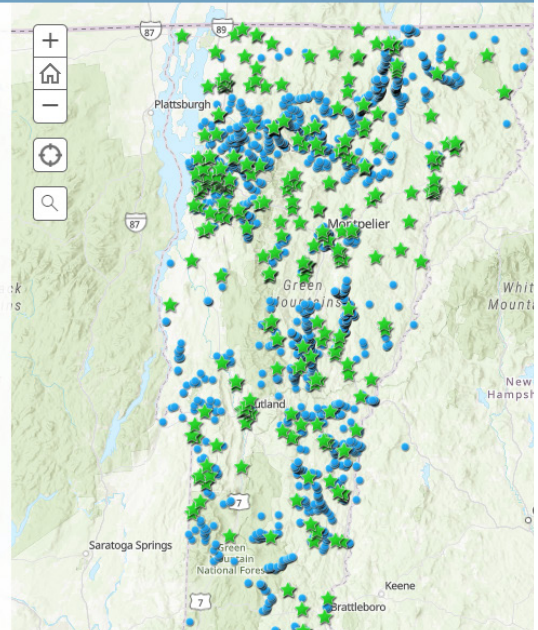 87
89
+
−
Plattsburgh
87
Montpelier
Green
Mountains
Whit
Mount
New
Hampsh
utland
7
Saratoga Springs
Green
Mountain
National Fores
Keene
7
Brattleboro